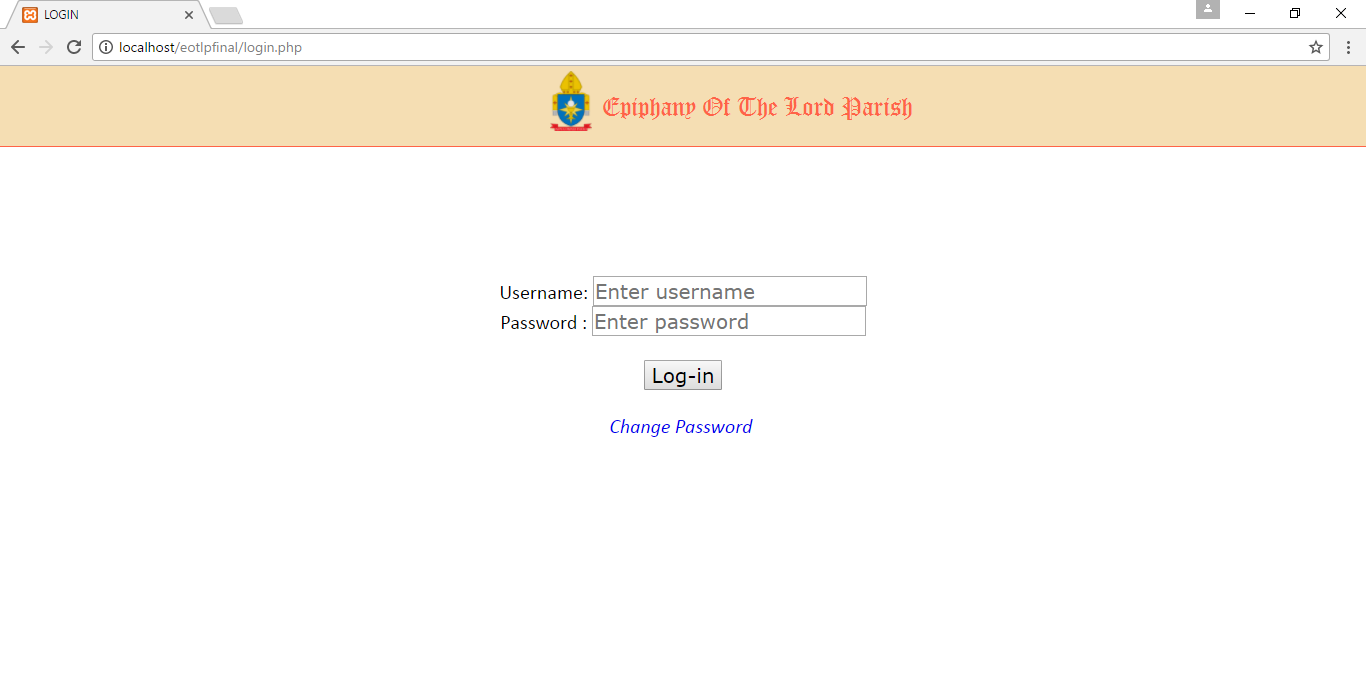 LOGIN
localhost/eotlpfinal/login.php
Epiphany Of The Lord Parish
Username: Enter username
Password : Enter password
Log-in
Change Password